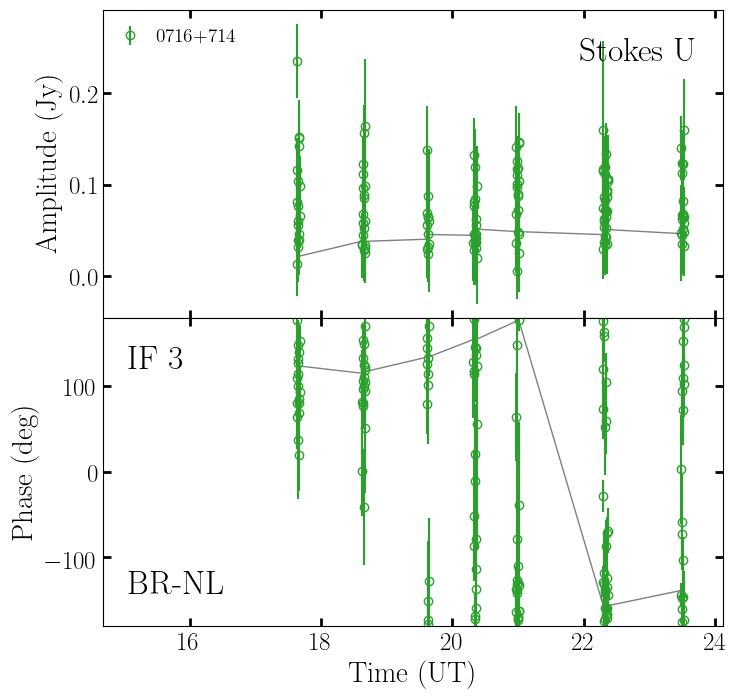 0716+714
Stokes U
0.2
0.1
0.0
Amplitude (Jy)
IF 3
100
0
−100
Phase (deg)
BR-NL
16 18 20 22 24
Time (UT)